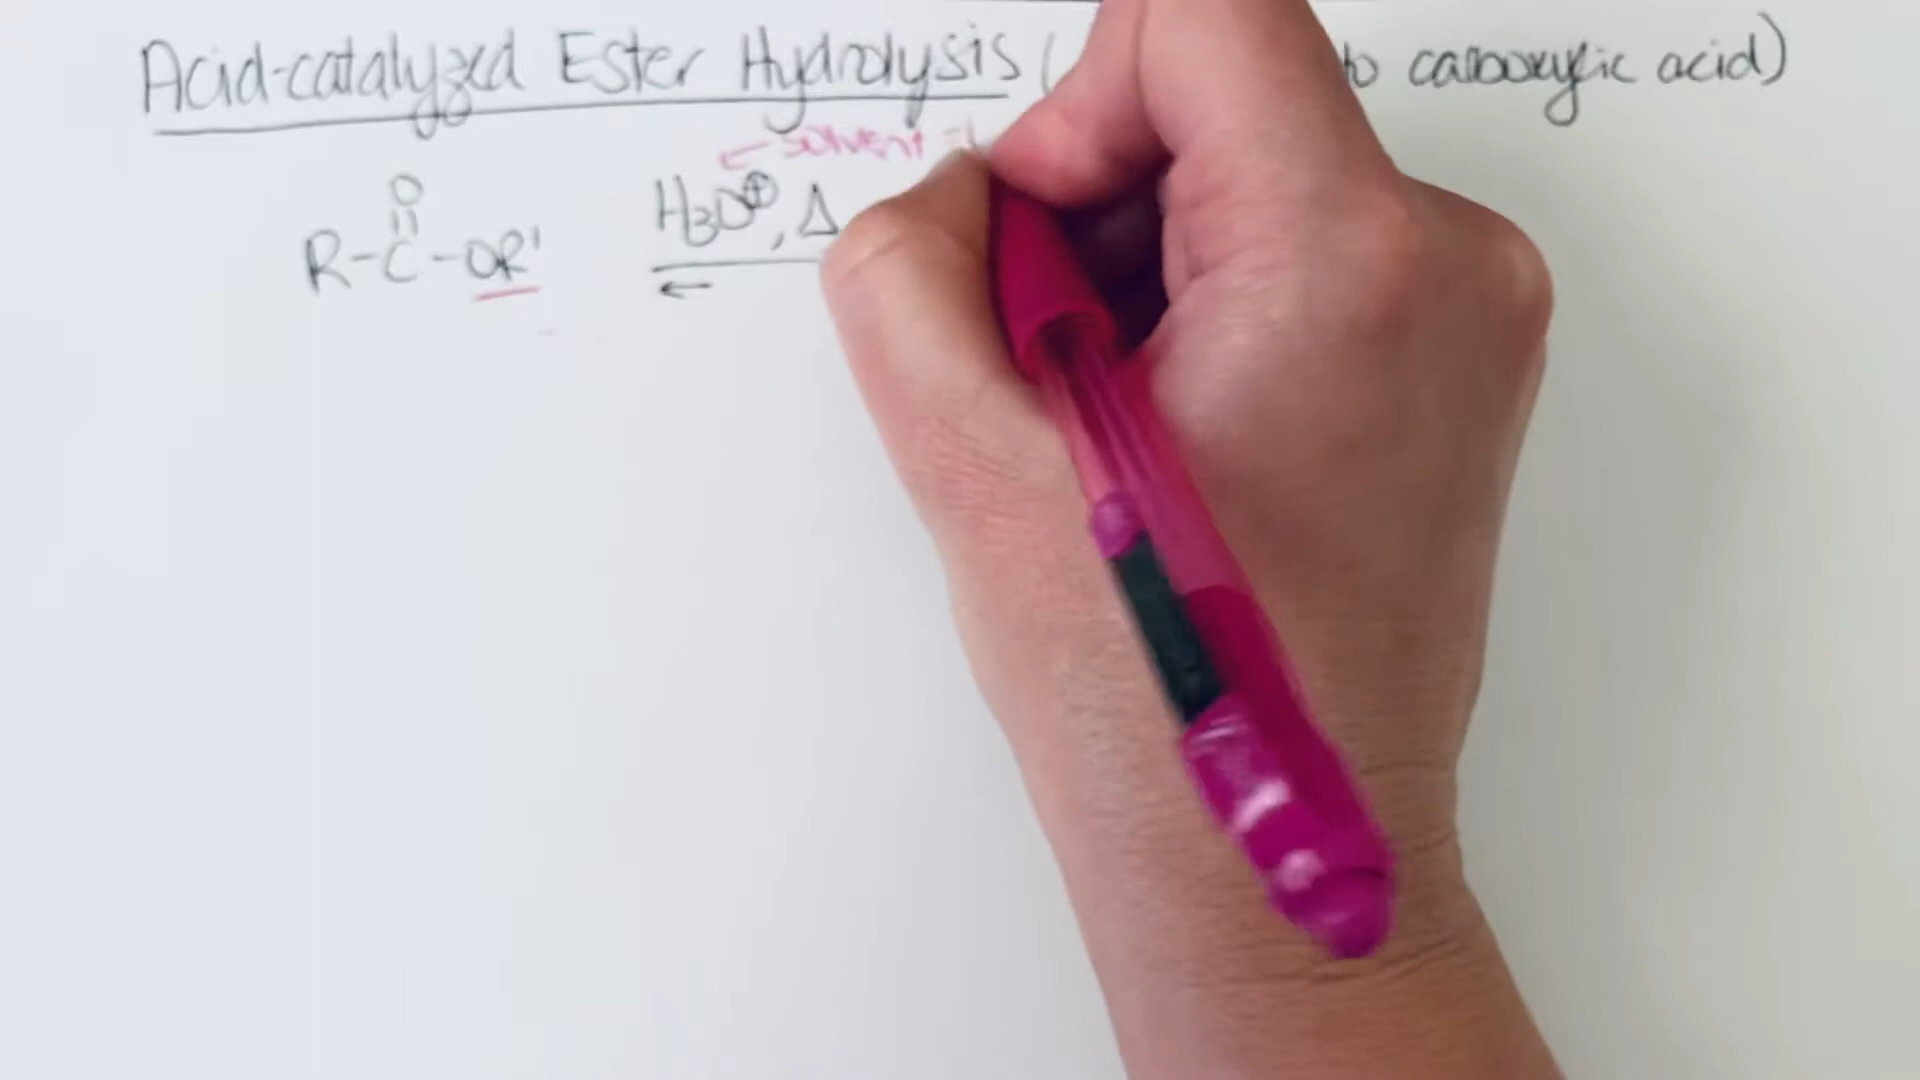 Acid-catalyzed Ester Hydrolysis ( to carboxylic acid)
← solvent =
O
H₃O⊕, Δ
R-C-OR'
←